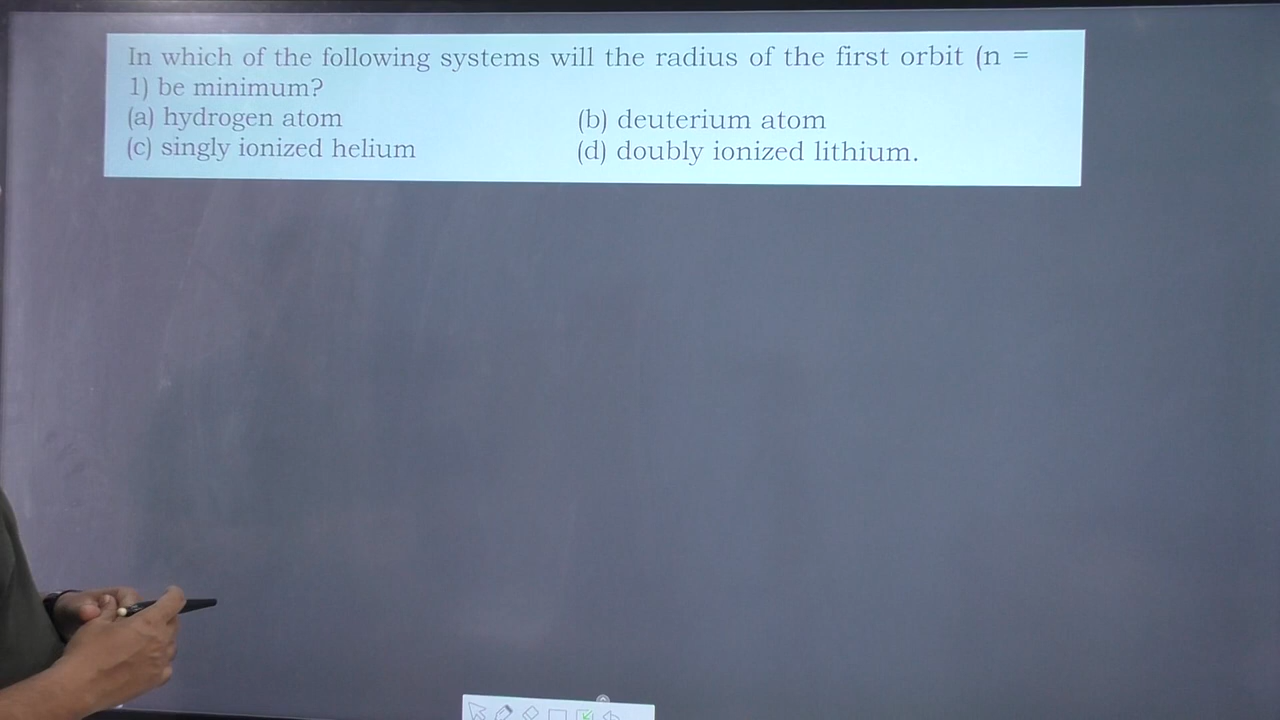 In which of the following systems will the radius of the first orbit (n =
1) be minimum?
(a) hydrogen atom (b) deuterium atom
(c) singly ionized helium (d) doubly ionized lithium.